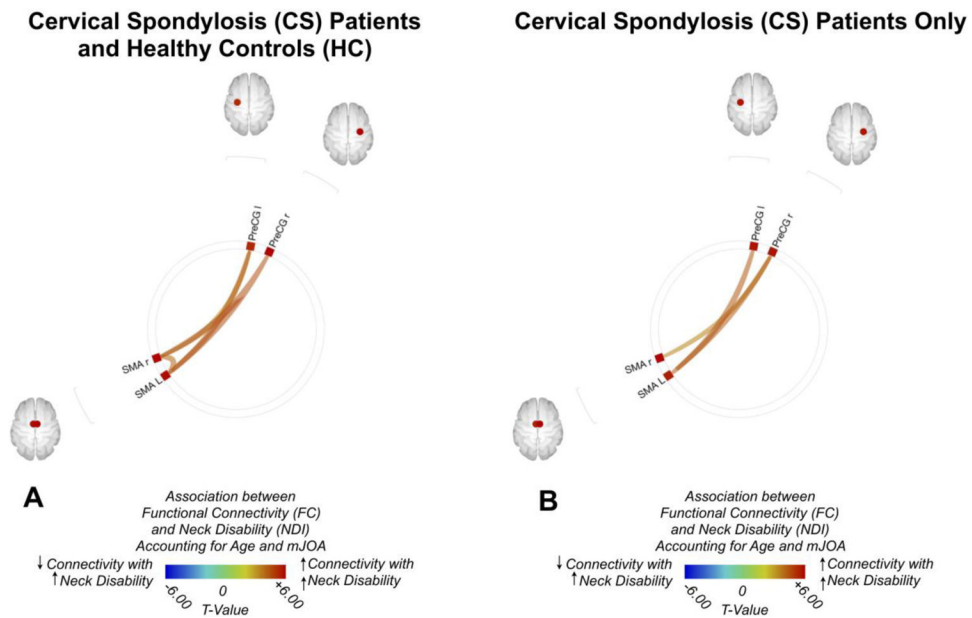 Cervical Spondylosis (CS) Patients
and Healthy Controls (HC)
PreCG l
PreCG r
SMA r
SMA L
A
Association between
Functional Connectivity (FC)
and Neck Disability (NDI)
Accounting for Age and mJOA
↓ Connectivity with
↑ Neck Disability
↑ Connectivity with
↑ Neck Disability
-6.00
0
+6.00
T-Value
Cervical Spondylosis (CS) Patients Only
PreCG l
PreCG r
SMA r
SMA L
B
Association between
Functional Connectivity (FC)
and Neck Disability (NDI)
Accounting for Age and mJOA
↓ Connectivity with
↑ Neck Disability
↑ Connectivity with
↑ Neck Disability
-6.00
0
+6.00
T-Value